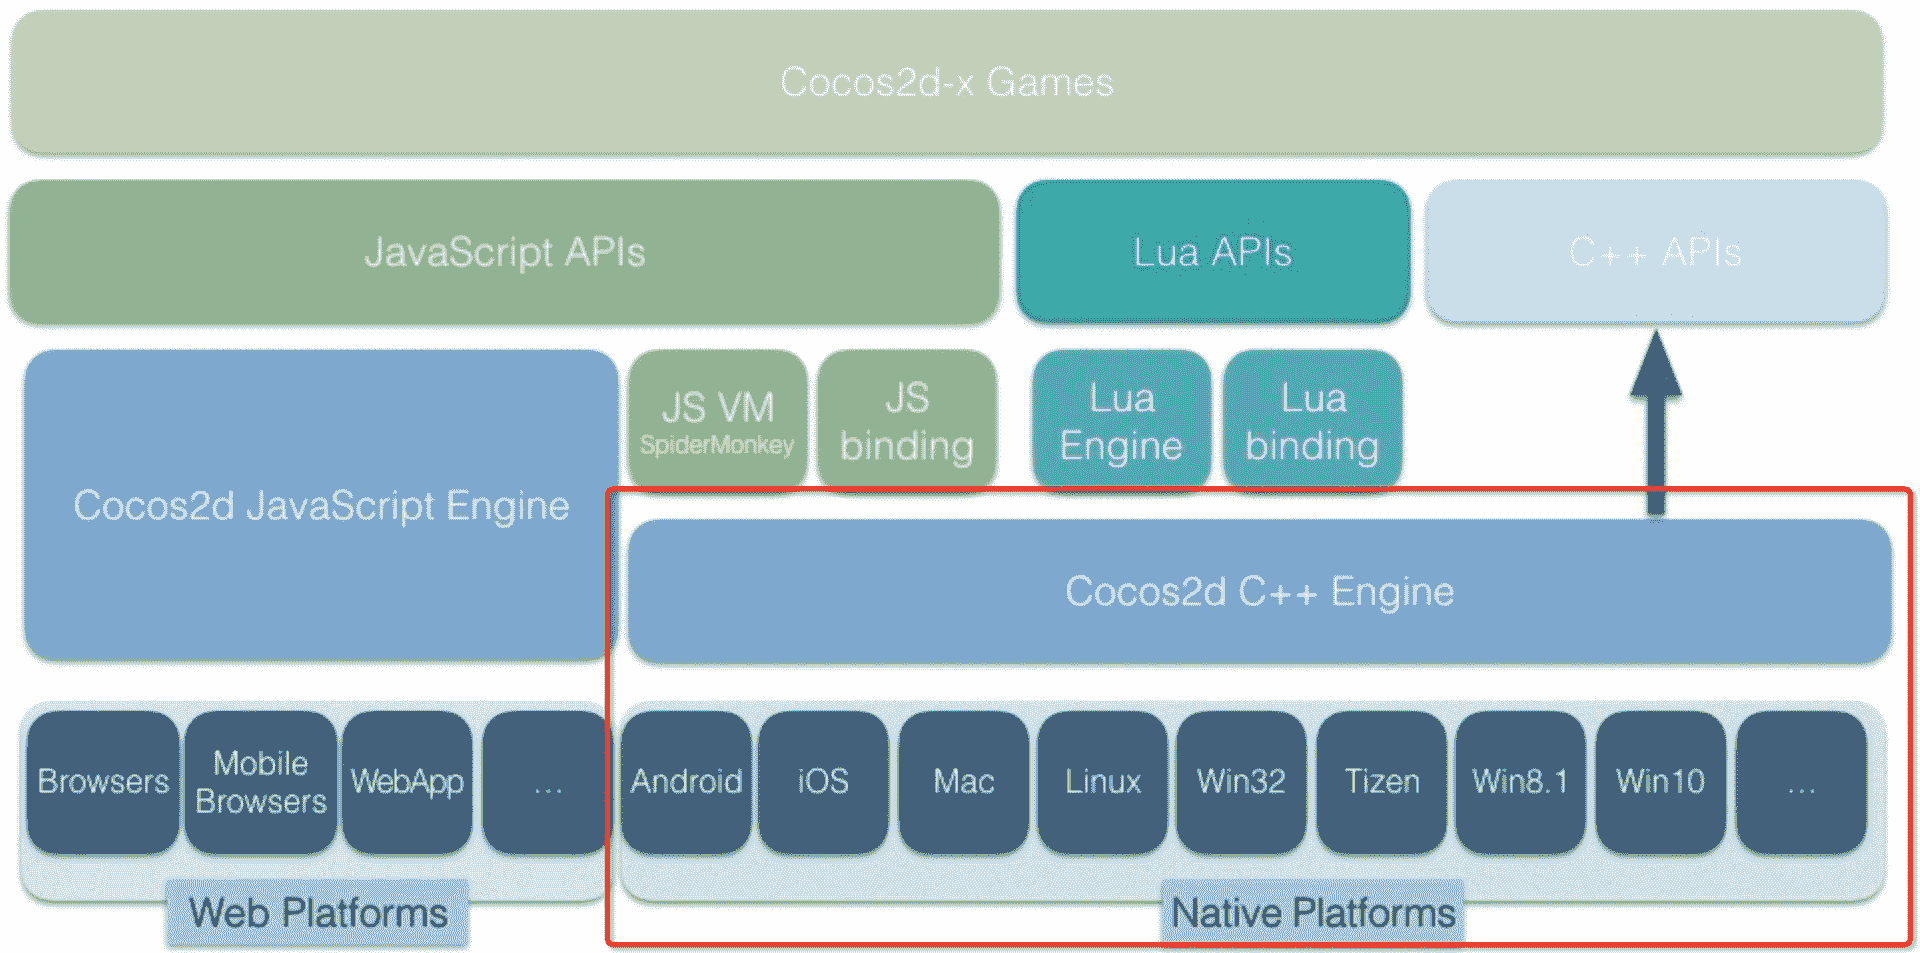 Cocos2d-x Games
JavaScript APIs
Lua APIs
C++ APIs
Cocos2d JavaScript Engine
JS VM
SpiderMonkey
JS
binding
Lua
Engine
Lua
binding
Cocos2d C++ Engine
Browsers
Mobile
Browsers
WebApp
...
Android
iOS
Mac
Linux
Win32
Tizen
Win8.1
Win10
...
Web Platforms
Native Platforms